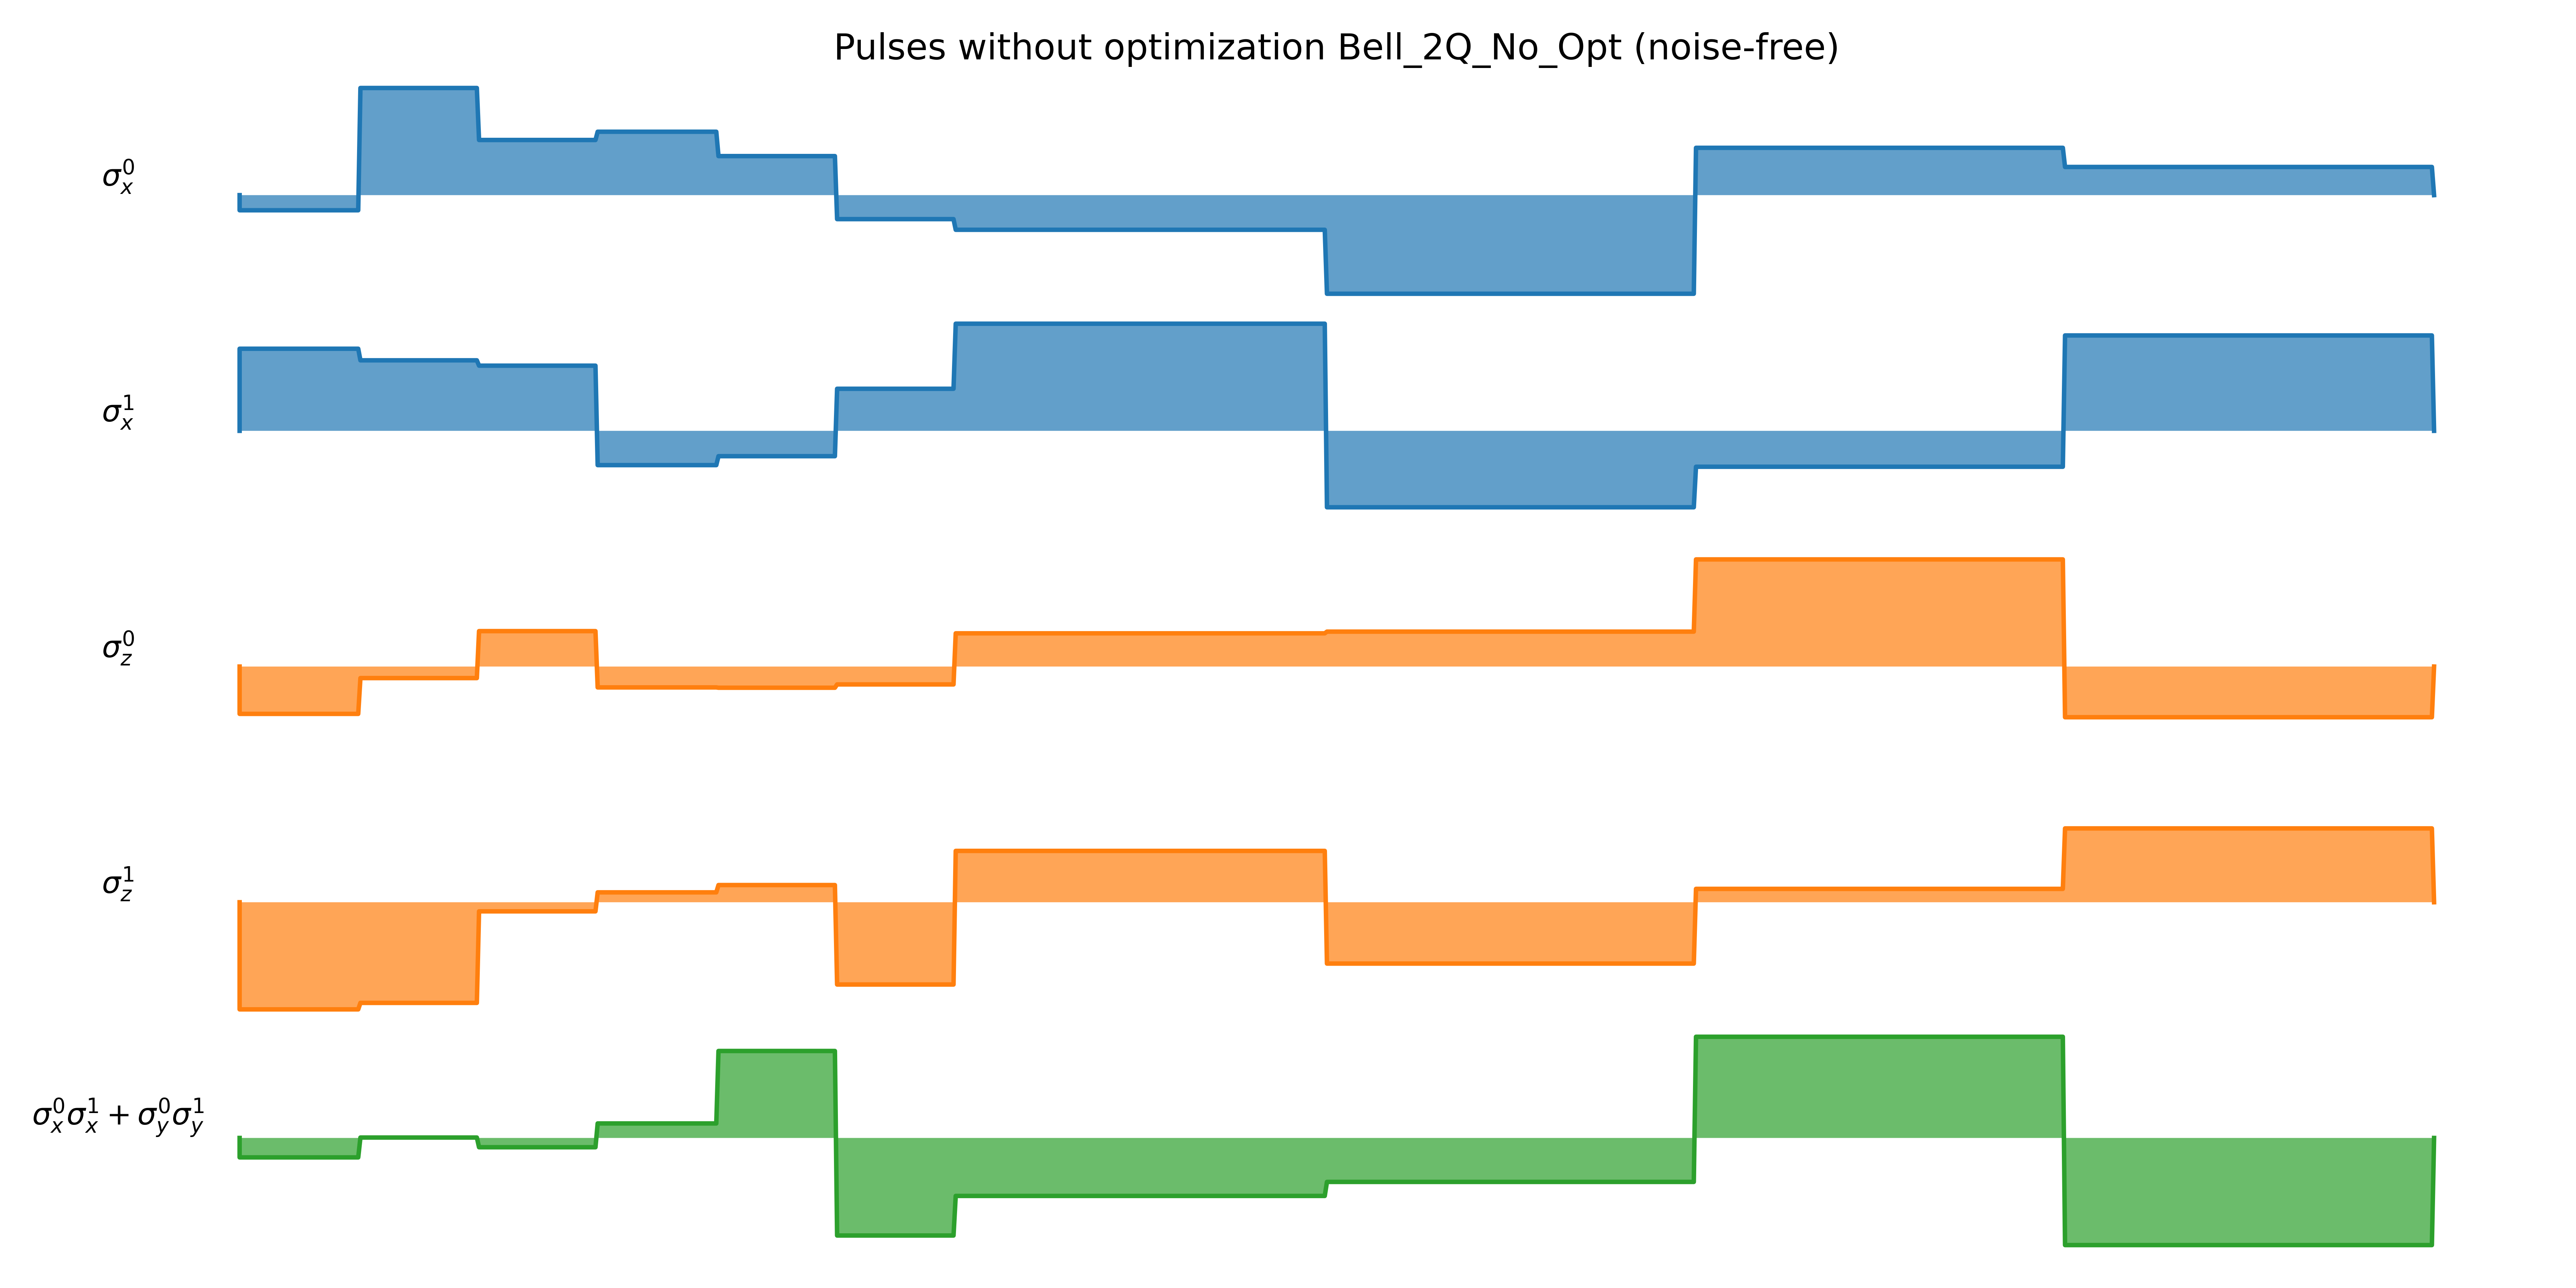 Pulses without optimization Bell_2Q_No_Opt (noise-free)
σ_x^0
σ_x^1
σ_z^0
σ_z^1
σ_x^0σ_x^1 + σ_y^0σ_y^1